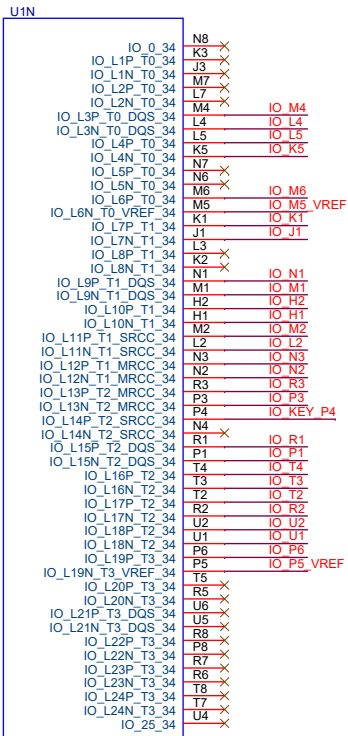 U1N
IO_0_34 N8
IO_L1P_T0_34 K3
IO_L1N_T0_34 J3
IO_L2P_T0_34 M7
IO_L2N_T0_34 L7
IO_L3P_T0_DQS_34 M4 IO_M4
IO_L3N_T0_DQS_34 L4 IO_L4
IO_L4P_T0_34 L5 IO_L5
IO_L4N_T0_34 K5 IO_K5
IO_L5P_T0_34 N7
IO_L5N_T0_34 N6
IO_L6P_T0_34 M6 IO_M6
IO_L6N_T0_VREF_34 M5 IO_M5_VREF
IO_L7P_T1_34 K1 IO_K1
IO_L7N_T1_34 J1 IO_J1
IO_L8P_T1_34 L3
IO_L8N_T1_34 K2
IO_L9P_T1_DQS_34 N1 IO_N1
IO_L9N_T1_DQS_34 M1 IO_M1
IO_L10P_T1_34 H2 IO_H2
IO_L10N_T1_34 H1 IO_H1
IO_L11P_T1_SRCC_34 M2 IO_M2
IO_L11N_T1_SRCC_34 L2 IO_L2
IO_L12P_T1_MRCC_34 N3 IO_N3
IO_L12N_T1_MRCC_34 N2 IO_N2
IO_L13P_T2_MRCC_34 R3 IO_R3
IO_L13N_T2_MRCC_34 P3 IO_P3
IO_L14P_T2_SRCC_34 P4 IO_KEY_P4
IO_L14N_T2_SRCC_34 N4
IO_L15P_T2_DQS_34 R1 IO_R1
IO_L15N_T2_DQS_34 P1 IO_P1
IO_L16P_T2_34 T4 IO_T4
IO_L16N_T2_34 T3 IO_T3
IO_L17P_T2_34 T2 IO_T2
IO_L17N_T2_34 R2 IO_R2
IO_L18P_T2_34 U2 IO_U2
IO_L18N_T2_34 U1 IO_U1
IO_L19P_T3_34 P6 IO_P6
IO_L19N_T3_VREF_34 P5 IO_P5_VREF
IO_L20P_T3_34 T5
IO_L20N_T3_34 R5
IO_L21P_T3_DQS_34 U6
IO_L21N_T3_DQS_34 U5
IO_L22P_T3_34 R8
IO_L22N_T3_34 P8
IO_L23P_T3_34 R7
IO_L23N_T3_34 R6
IO_L24P_T3_34 T8
IO_L24N_T3_34 T7
IO_25_34 U4